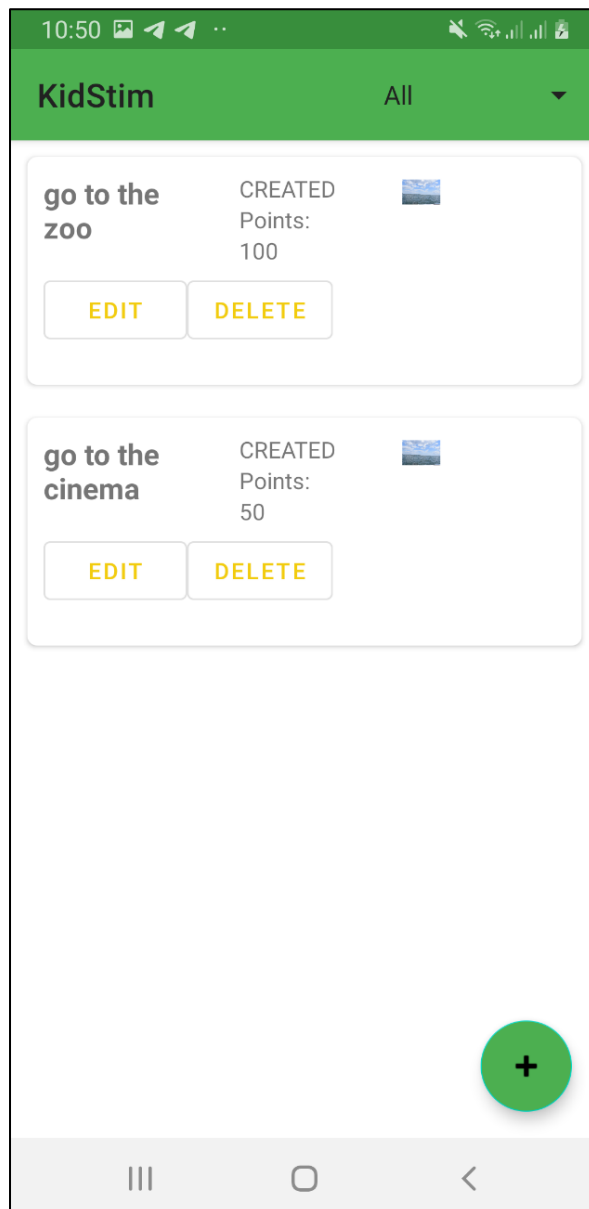 10:50
KidStim
All
go to the
zoo
CREATED
Points:
100
EDIT
DELETE
go to the
cinema
CREATED
Points:
50
EDIT
DELETE
+